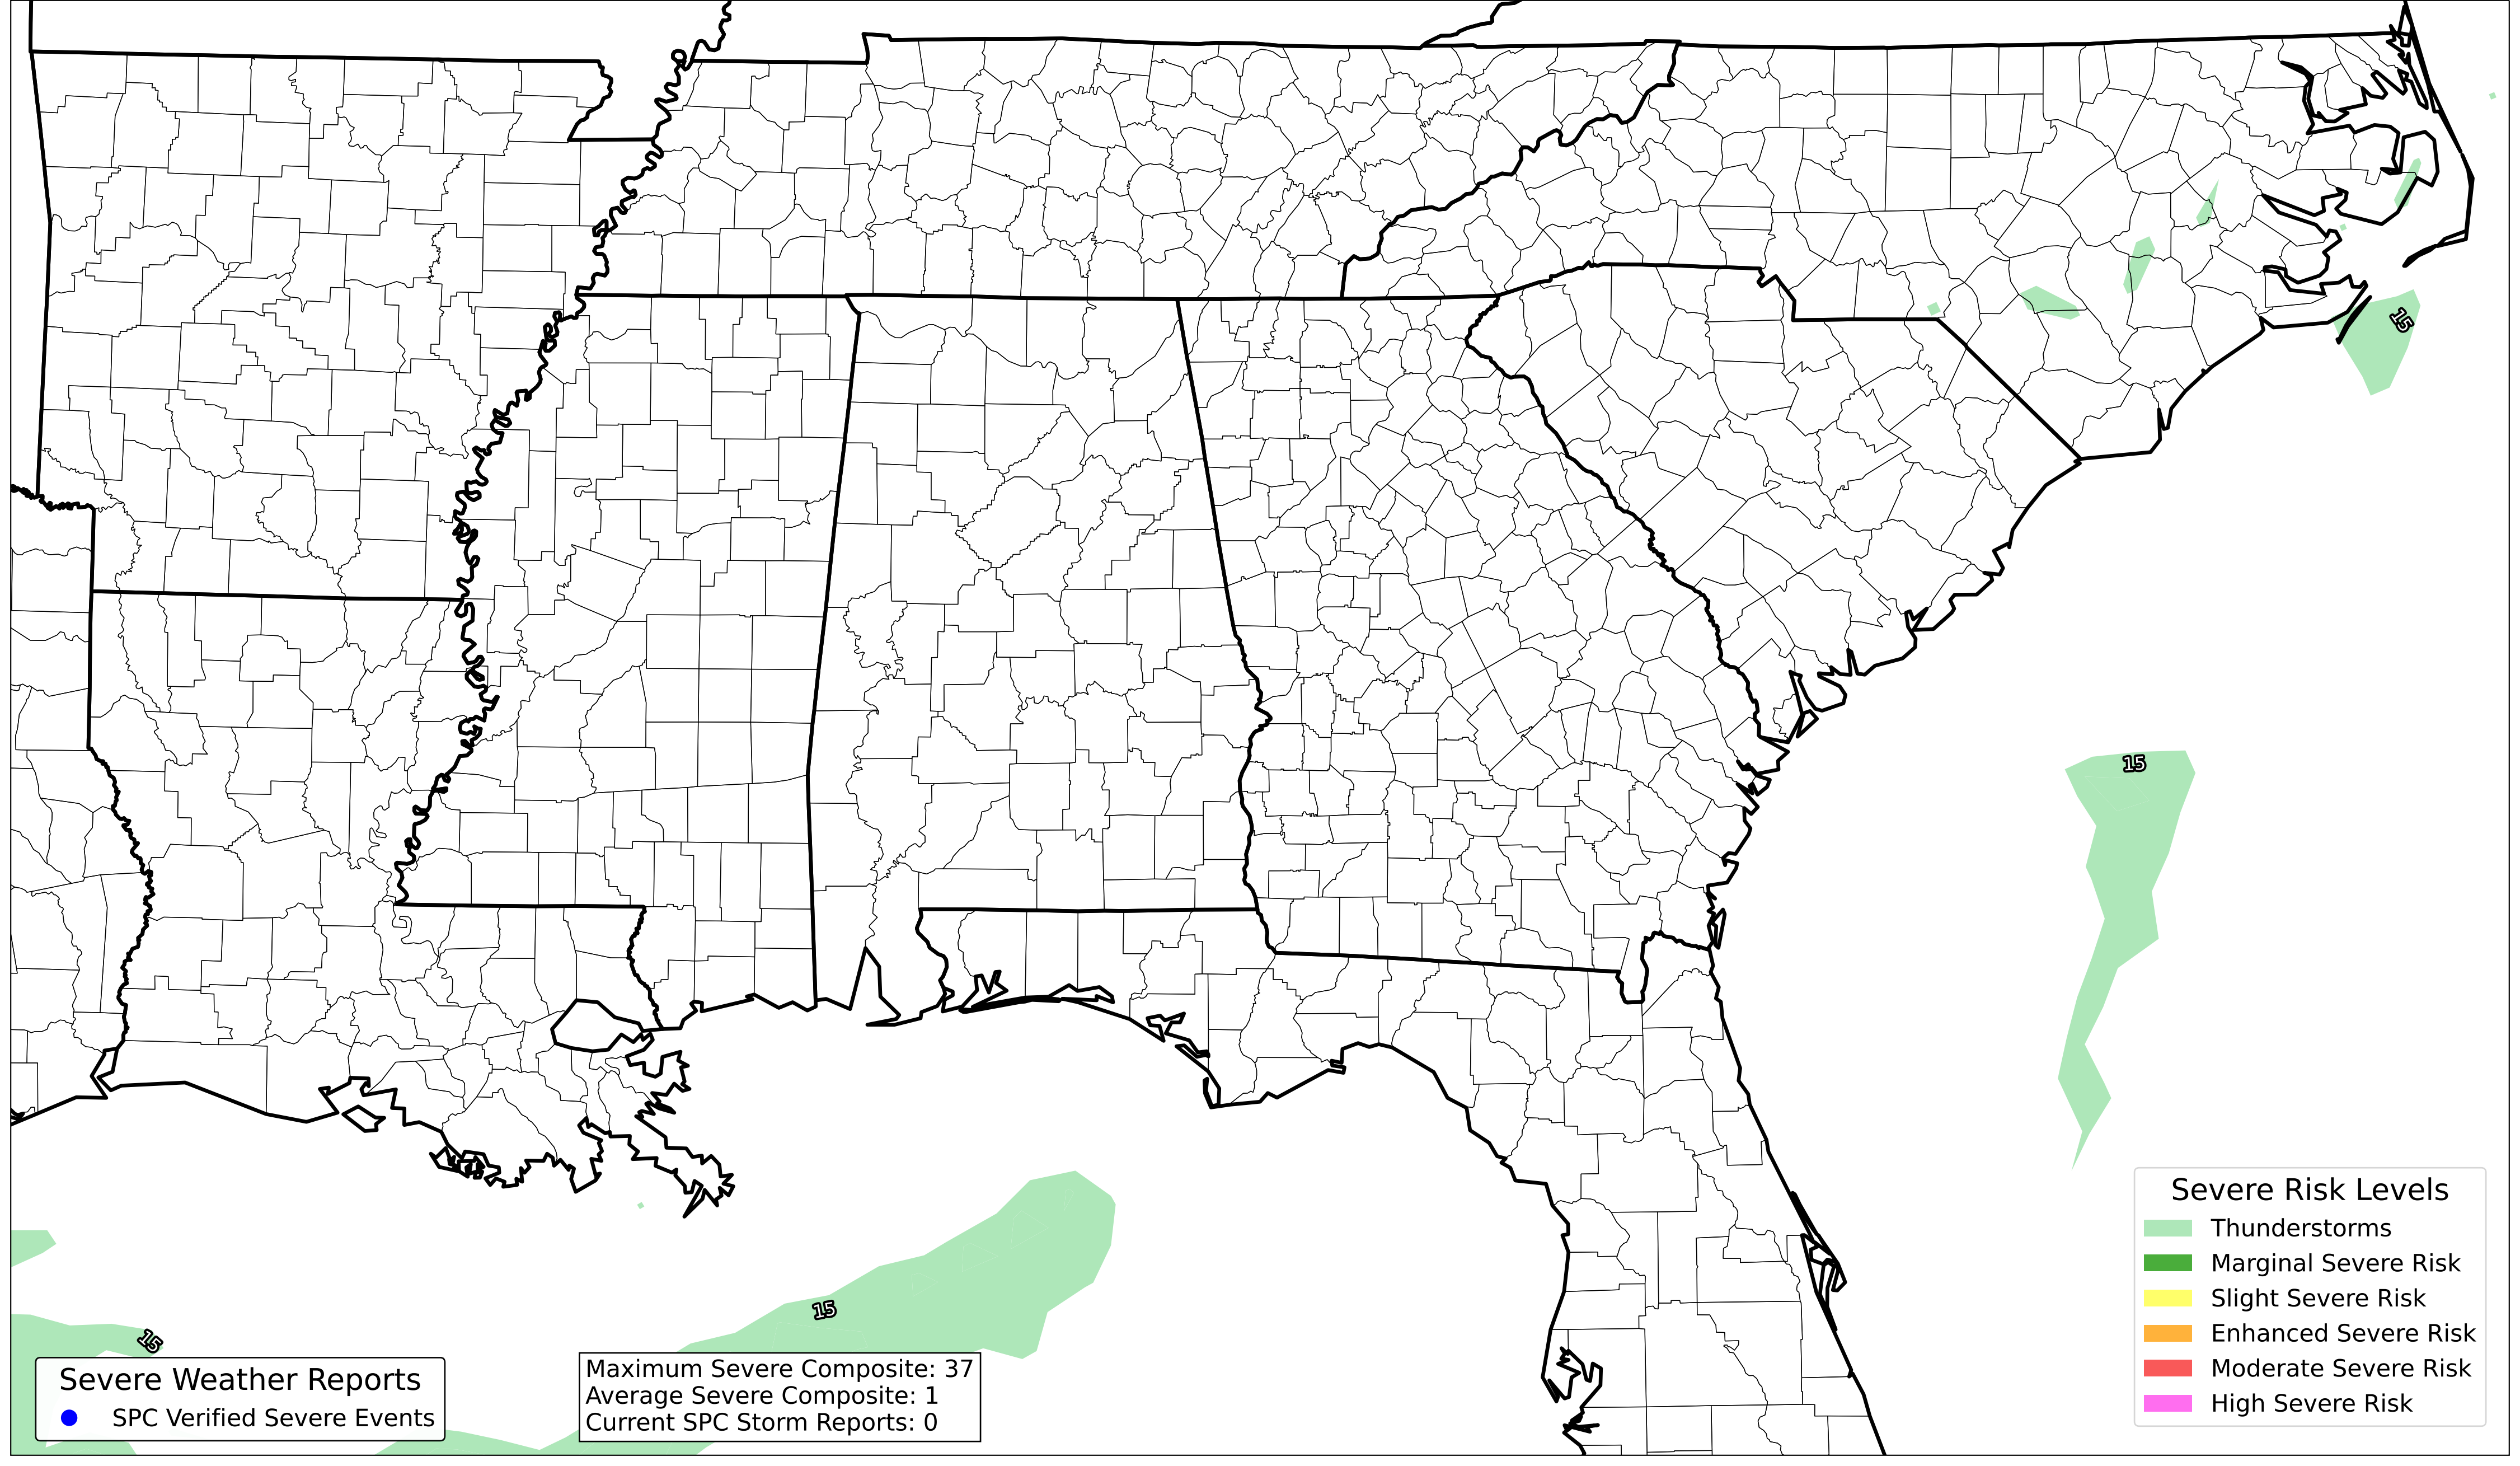 15
15
15
15
Severe Weather Reports
SPC Verified Severe Events
Maximum Severe Composite: 37
Average Severe Composite: 1
Current SPC Storm Reports: 0
Severe Risk Levels
Thunderstorms
Marginal Severe Risk
Slight Severe Risk
Enhanced Severe Risk
Moderate Severe Risk
High Severe Risk